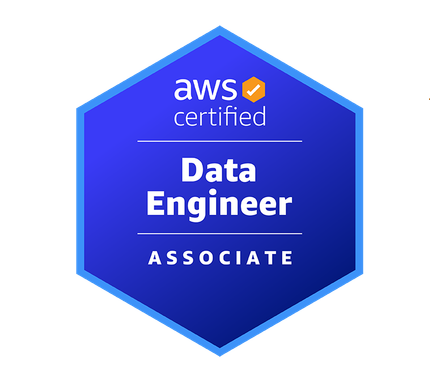 aws
certified
Data
Engineer
ASSOCIATE